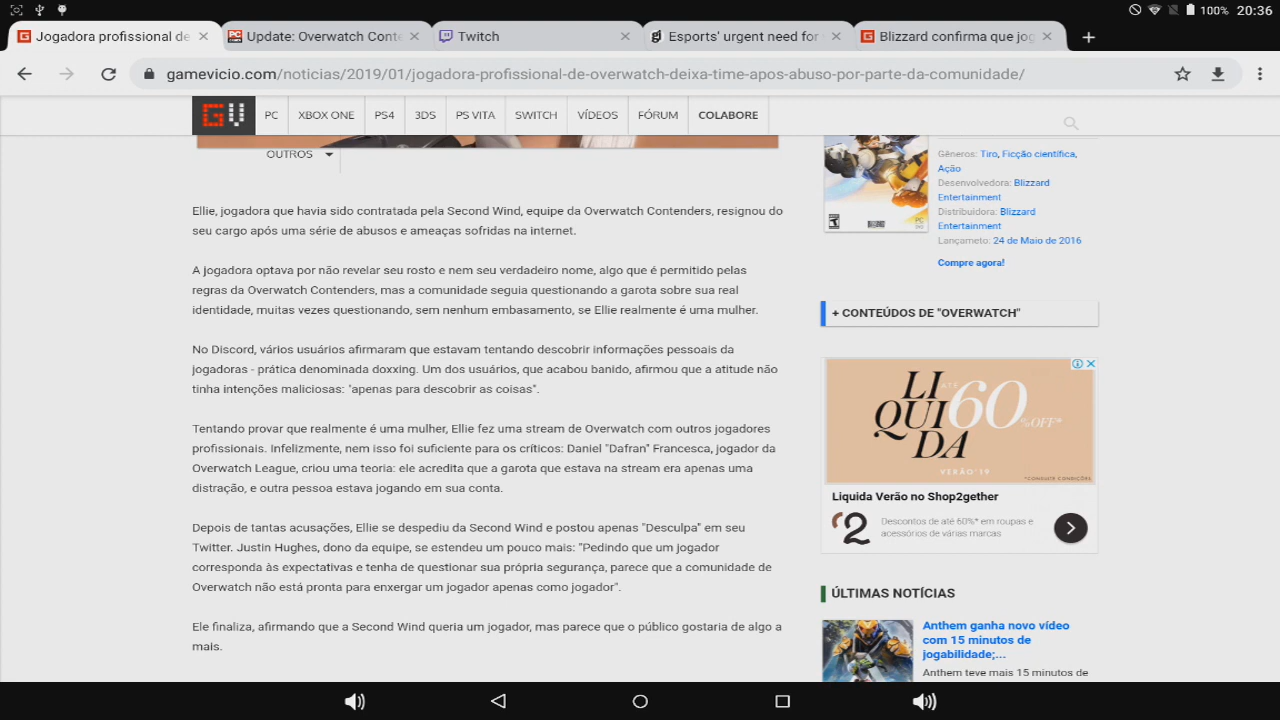 100% 20:36
Jogadora profissional de
Update: Overwatch Conte
Twitch
Esports' urgent need for
Blizzard confirma que jog
gamevicio.com/noticias/2019/01/jogadora-profissional-de-overwatch-deixa-time-apos-abuso-por-parte-da-comunidade/
GV PC XBOX ONE PS4 3DS PS VITA SWITCH VÍDEOS FÓRUM COLABORE
OUTROS
Ellie, jogadora que havia sido contratada pela Second Wind, equipe da Overwatch Contenders, resignou do
seu cargo após uma série de abusos e ameaças sofridas na internet.
A jogadora optava por não revelar seu rosto e nem seu verdadeiro nome, algo que é permitido pelas
regras da Overwatch Contenders, mas a comunidade seguia questionando a garota sobre sua real
identidade, muitas vezes questionando, sem nenhum embasamento, se Ellie realmente é uma mulher.
No Discord, vários usuários afirmaram que estavam tentando descobrir informações pessoais da
jogadoras - prática denominada doxxing. Um dos usuários, que acabou banido, afirmou que a atitude não
tinha intenções maliciosas: "apenas para descobrir as coisas".
Tentando provar que realmente é uma mulher, Ellie fez uma stream de Overwatch com outros jogadores
profissionais. Infelizmente, nem isso foi suficiente para os críticos: Daniel "Dafran" Francesca, jogador da
Overwatch League, criou uma teoria: ele acredita que a garota que estava na stream era apenas uma
distração, e outra pessoa estava jogando em sua conta.
Depois de tantas acusações, Ellie se despediu da Second Wind e postou apenas "Desculpa" em seu
Twitter. Justin Hughes, dono da equipe, se estendeu um pouco mais: "Pedindo que um jogador
corresponda às expectativas e tenha de questionar sua própria segurança, parece que a comunidade de
Overwatch não está pronta para enxergar um jogador apenas como jogador".
Ele finaliza, afirmando que a Second Wind queria um jogador, mas parece que o público gostaria de algo a
mais.
Gêneros: Tiro, Ficção científica,
Ação
Desenvolvedora: Blizzard
Entertainment
Distribuidora: Blizzard
Entertainment
Lançameto: 24 de Maio de 2016
Compre agora!
+ CONTEÚDOS DE "OVERWATCH"
LI
QUI
DA
ATÉ
60% OFF*
VERÃO'19
*CONSULTE CONDIÇÕES
Liquida Verão no Shop2gether
Descontos de até 60%* em roupas e
acessórios de várias marcas
ÚLTIMAS NOTÍCIAS
Anthem ganha novo vídeo
com 15 minutos de
jogabilidade;...
Anthem teve mais 15 minutos de